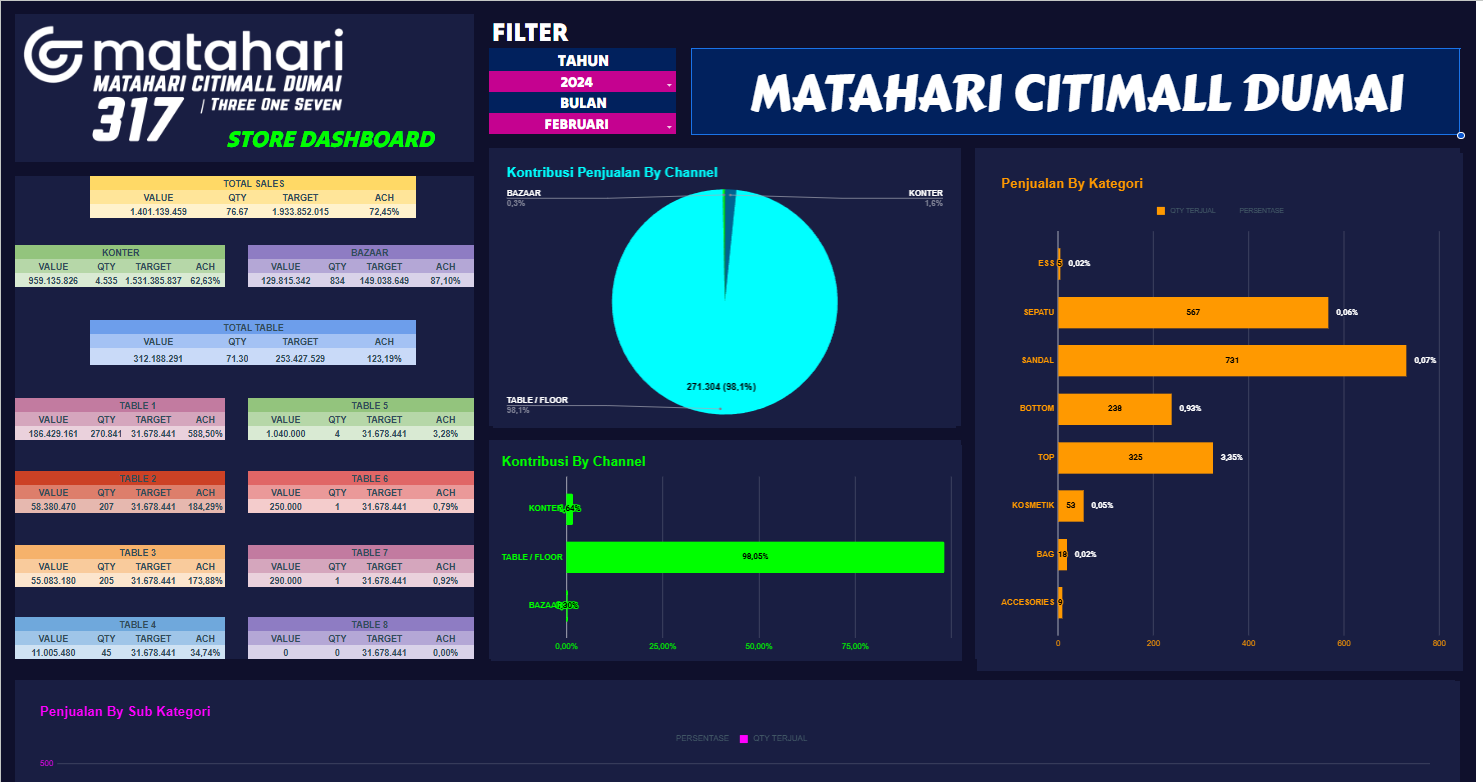 matahari
MATAHARI CITIMALL DUMAI
317 | THREE ONE SEVEN
STORE DASHBOARD
FILTER
TAHUN
2024
BULAN
FEBRUARI
MATAHARI CITIMALL DUMAI
TOTAL SALES
VALUE QTY TARGET ACH
1.401.139.459 76.67 1.933.852.015 72,45%
KONTER
VALUE QTY TARGET ACH
959.135.826 4.535 1.531.385.837 62,63%
BAZAAR
VALUE QTY TARGET ACH
129.815.342 834 149.038.649 87,10%
TOTAL TABLE
VALUE QTY TARGET ACH
312.188.291 71.30 253.427.529 123,19%
TABLE 1
VALUE QTY TARGET ACH
186.429.161 270.841 31.678.441 588,50%
TABLE 5
VALUE QTY TARGET ACH
1.040.000 4 31.678.441 3,28%
TABLE 2
VALUE QTY TARGET ACH
58.380.470 207 31.678.441 184,29%
TABLE 6
VALUE QTY TARGET ACH
250.000 1 31.678.441 0,79%
TABLE 3
VALUE QTY TARGET ACH
55.083.180 205 31.678.441 173,88%
TABLE 7
VALUE QTY TARGET ACH
290.000 1 31.678.441 0,92%
TABLE 4
VALUE QTY TARGET ACH
11.005.480 45 31.678.441 34,74%
TABLE 8
VALUE QTY TARGET ACH
0 0 31.678.441 0,00%
Kontribusi Penjualan By Channel
BAZAAR
0,3%
KONTER
1,6%
271.304 (98,1%)
TABLE / FLOOR
98,1%
Kontribusi By Channel
KONTER
TABLE / FLOOR 98,05%
BAZAAR
0,00% 25,00% 50,00% 75,00%
Penjualan By Kategori
QTY TERJUAL PERSENTASE
ESS 5 0,02%
SEPATU 567 0,06%
SANDAL 731 0,07%
BOTTOM 238 0,93%
TOP 325 3,35%
KOSMETIK 53 0,05%
BAG 18 0,02%
ACCESORIES 9
0 200 400 600 800
Penjualan By Sub Kategori
PERSENTASE QTY TERJUAL
500